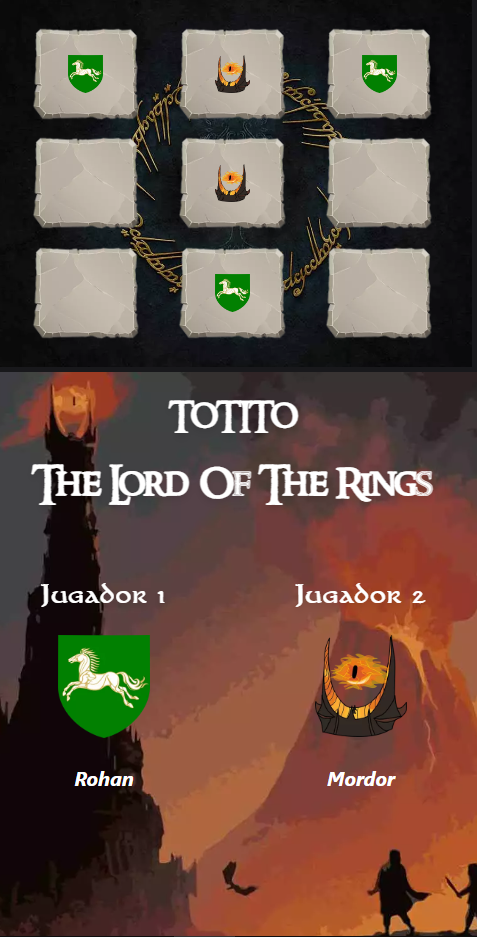 TOTITO
The Lord Of The Rings
Jugador 1
Jugador 2
Rohan
Mordor